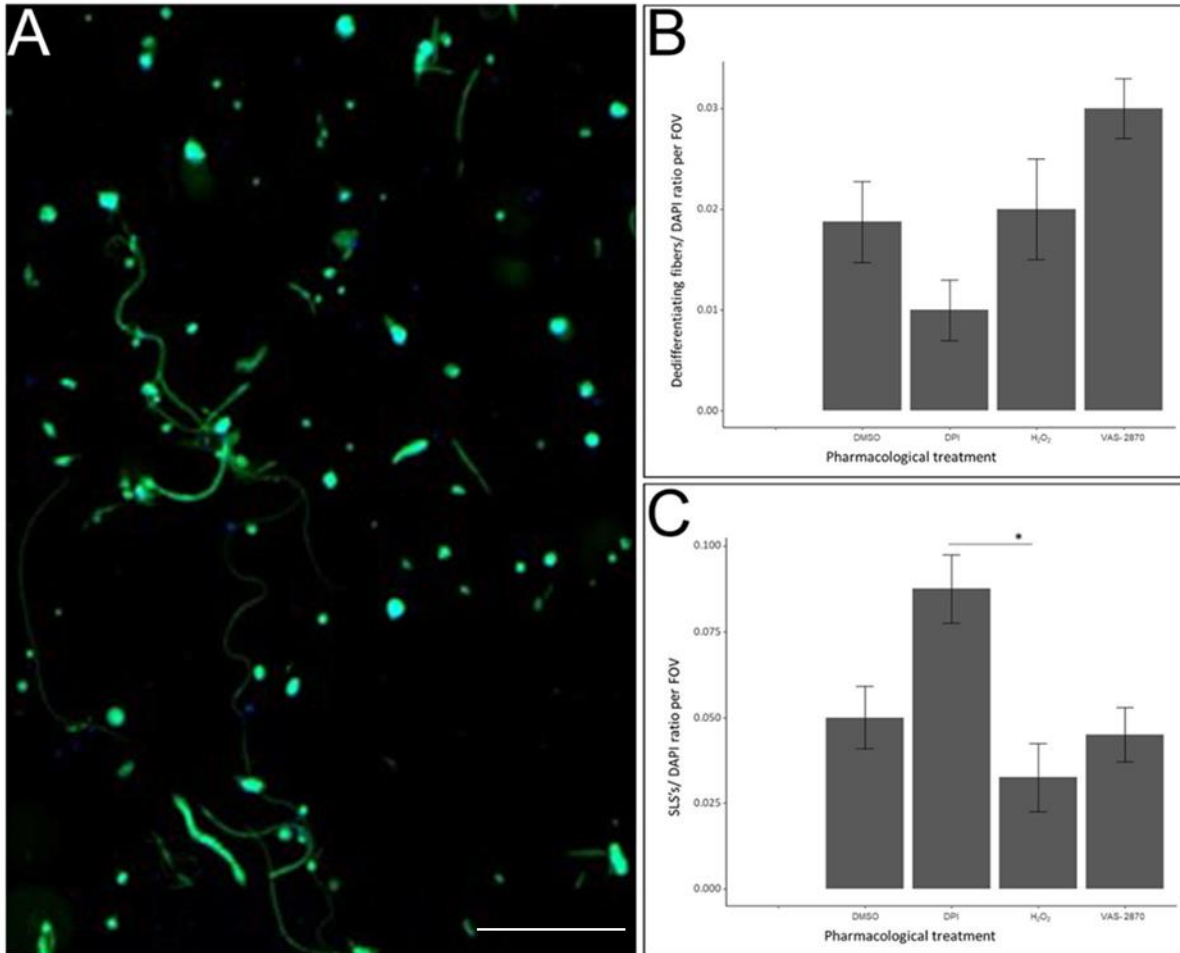 A
B
Dedifferentiating fibers/ DAPI ratio per FOV
0.03
0.02
0.01
0.00
DMSO
DPI
H₂O₂
VAS-2870
Pharmacological treatment
C
SLS's/ DAPI ratio per FOV
0.100
*
0.075
0.050
0.025
0.000
DMSO
DPI
H₂O₂
VAS-2870
Pharmacological treatment